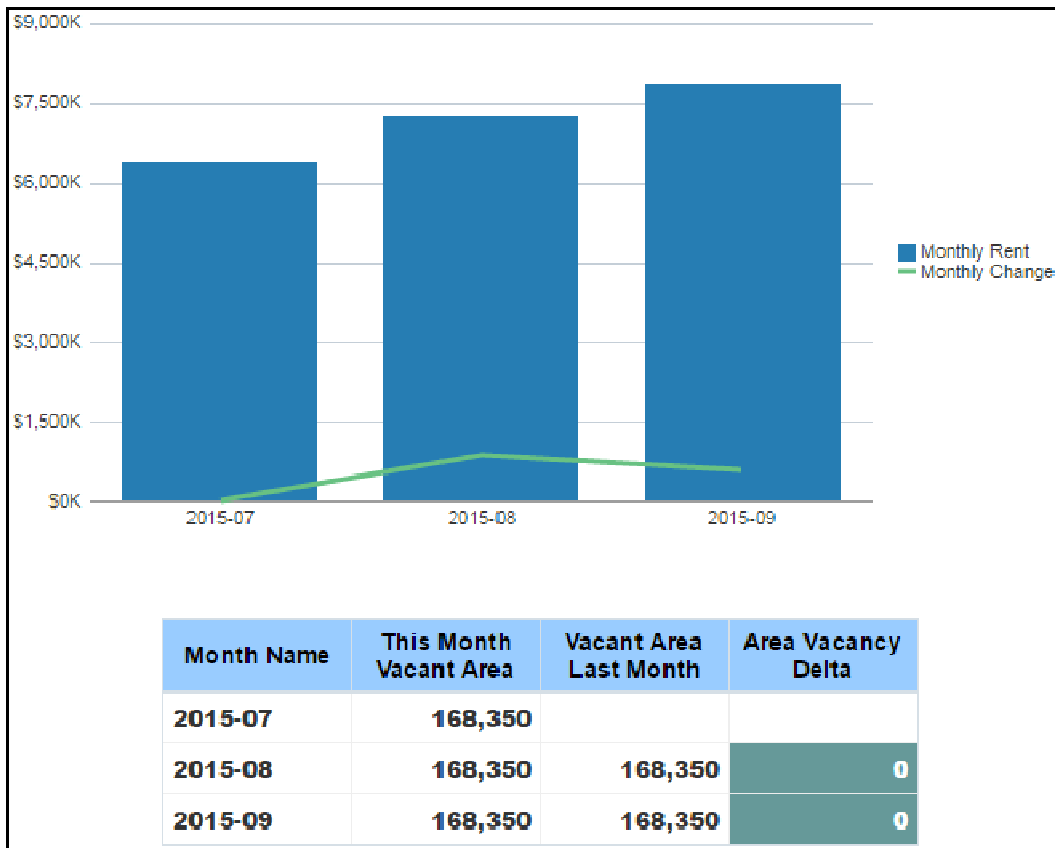 $9,000K
$7,500K
$6,000K
$4,500K
$3,000K
$1,500K
$0K
2015-07 2015-08 2015-09
Monthly Rent
Monthly Change
Month Name This Month Vacant Area Vacant Area Last Month Area Vacancy Delta
2015-07 168,350
2015-08 168,350 168,350 0
2015-09 168,350 168,350 0